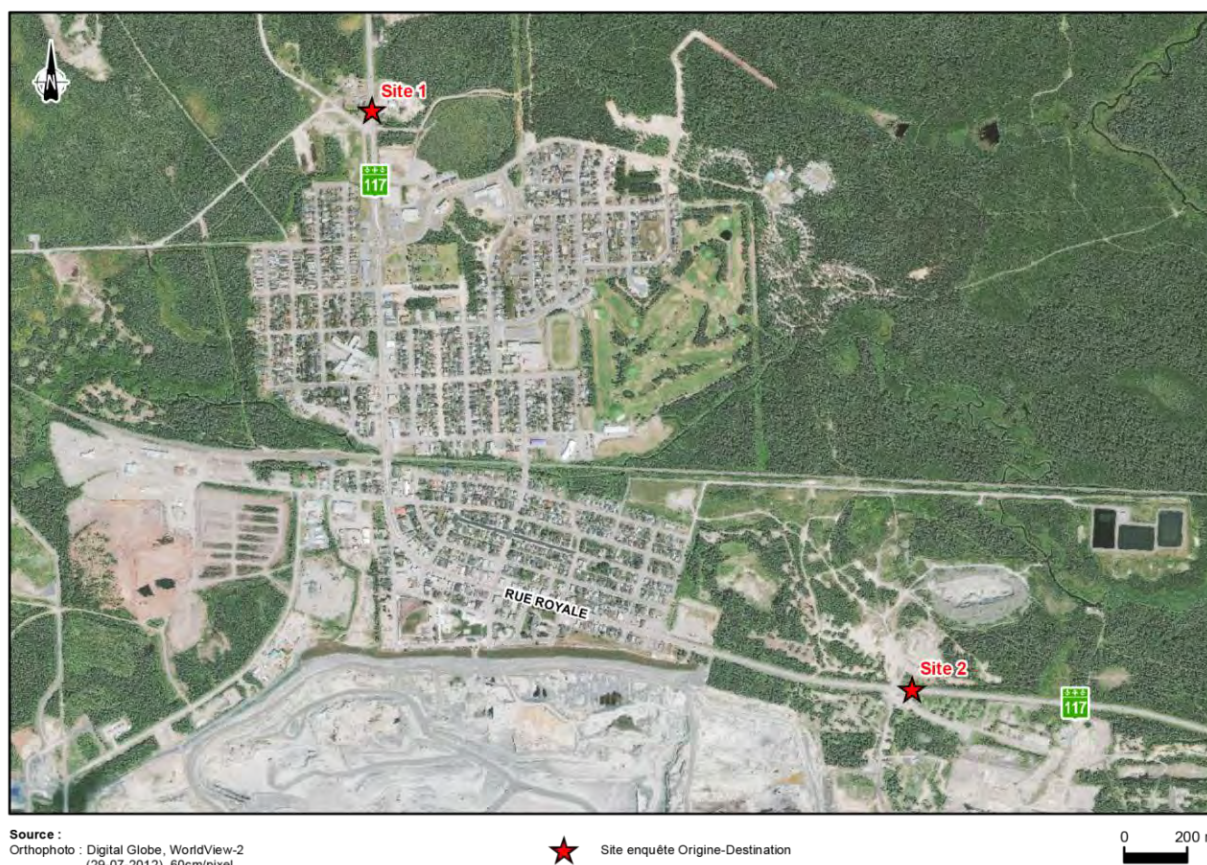 N
Site 1
117
RUE ROYALE
Site 2
117
Source :
Orthophoto : Digital Globe, WorldView-2
(29-07-2012), 60cm/pixel
Site enquête Origine-Destination
0 200 m